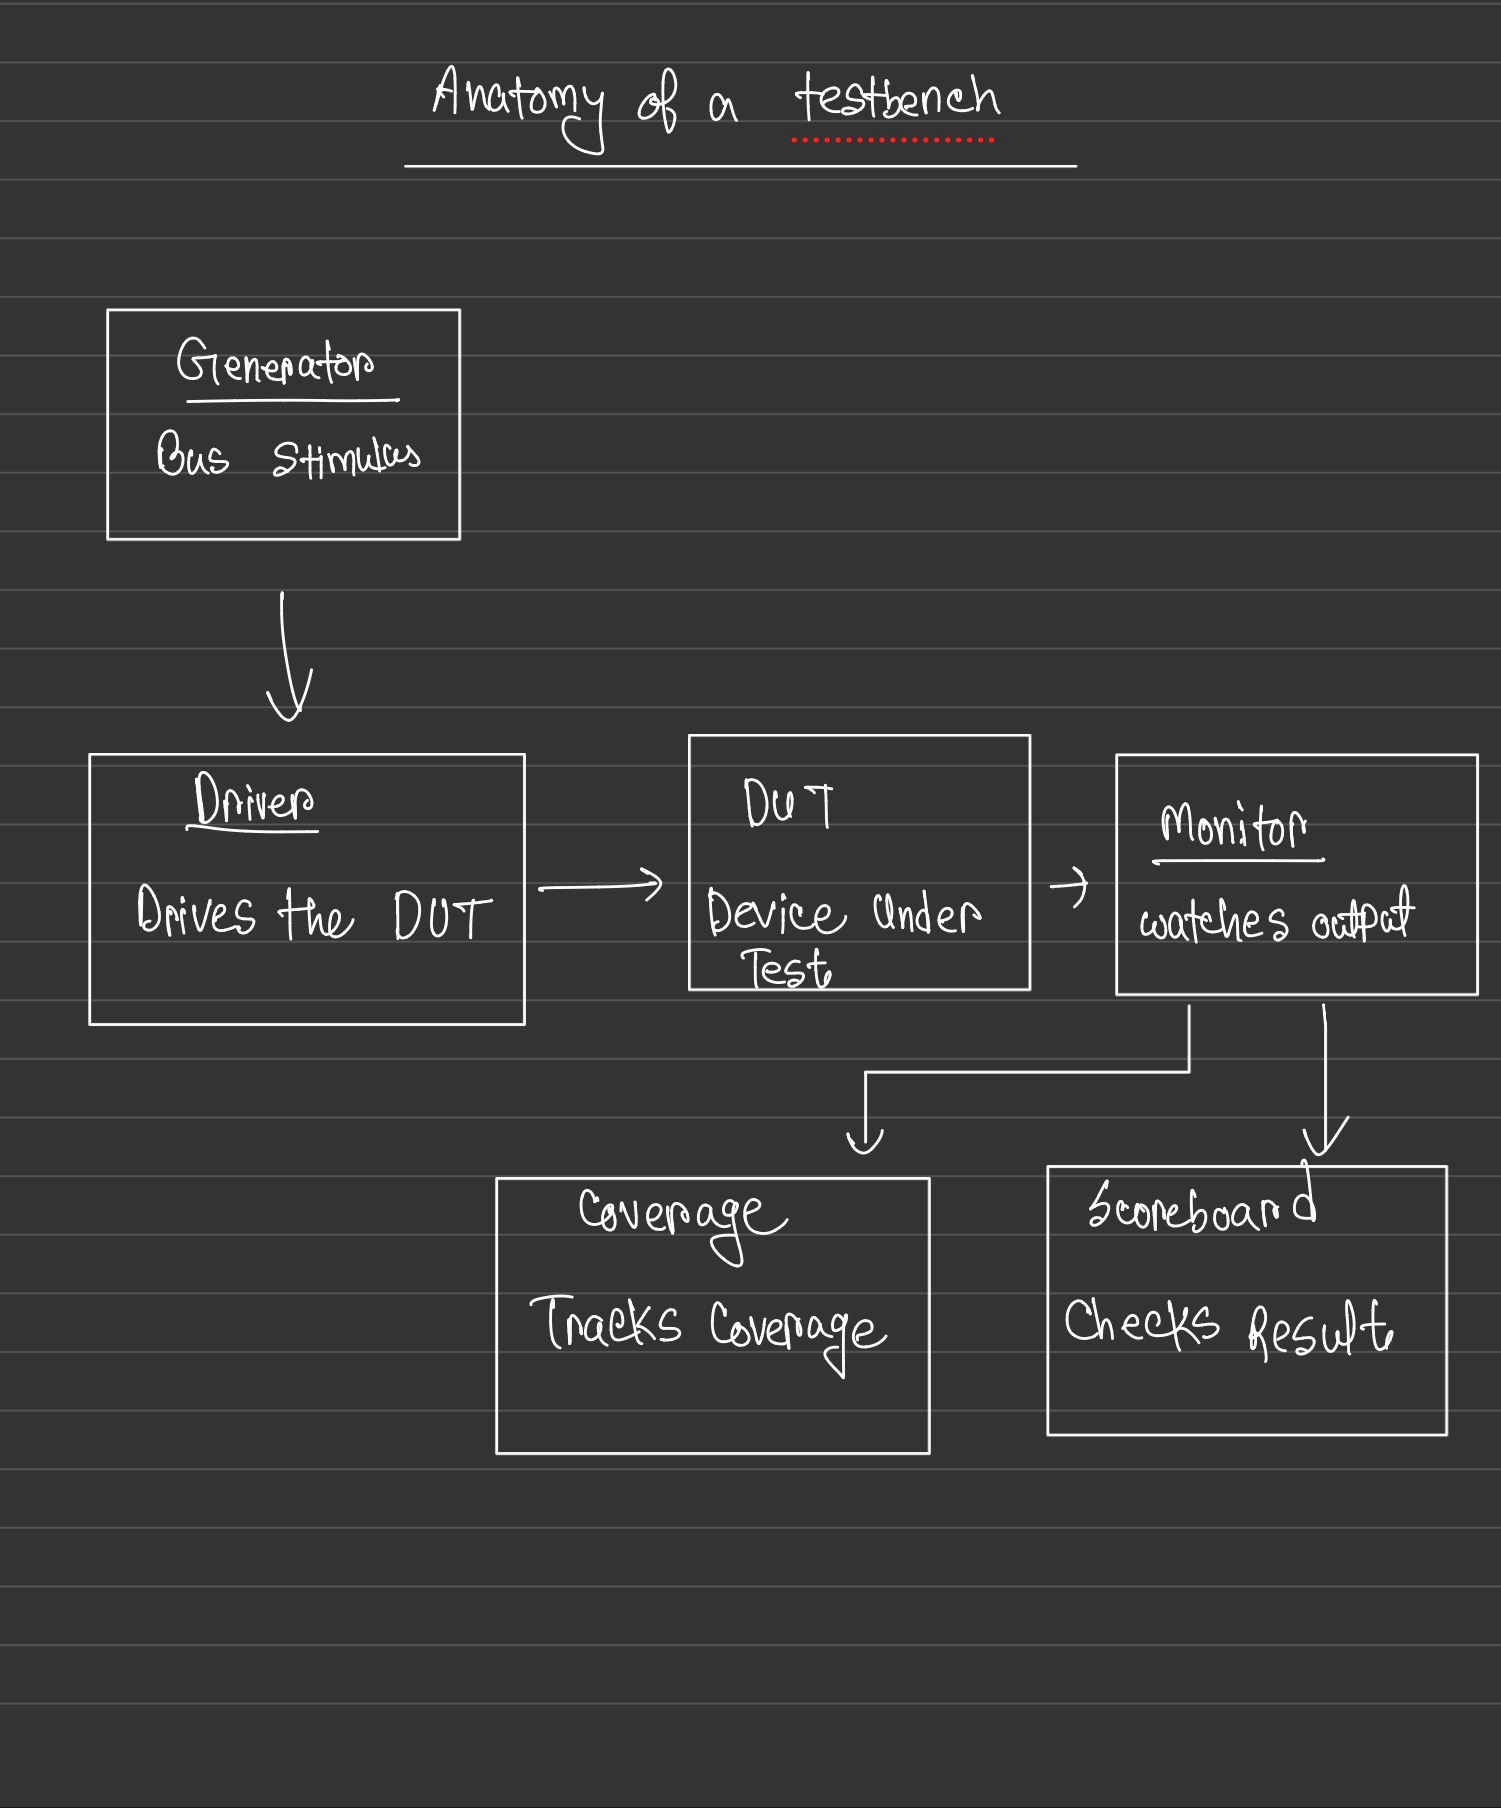 Anatomy of a testbench
Generator
Bus Stimulus
Driver
Drives the DUT
DUT
Device Under
Test
Monitor
watches output
Coverage
Tracks Coverage
Scoreboard
Checks Result